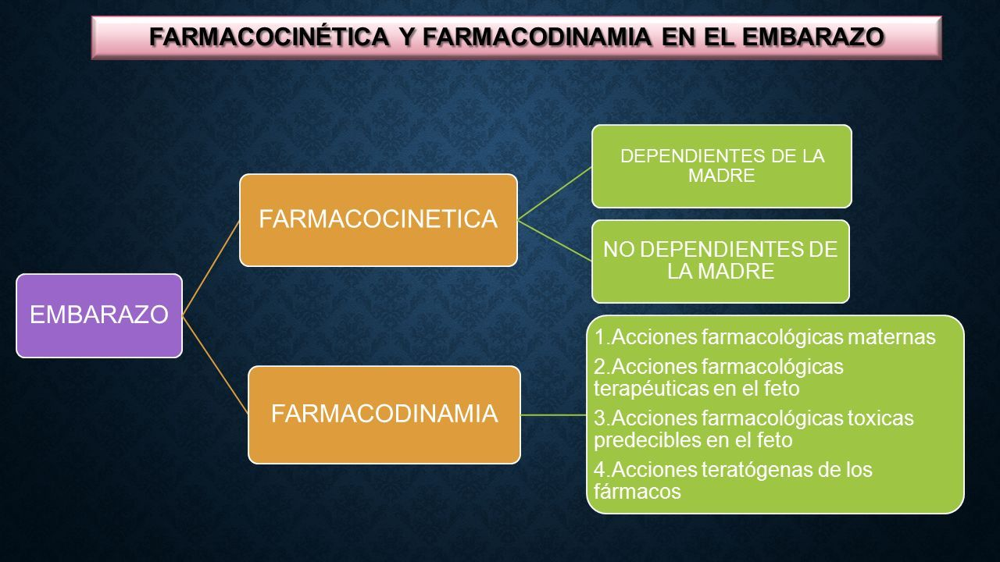 FARMACOCINÉTICA Y FARMACODINAMIA EN EL EMBARAZO
EMBARAZO
FARMACOCINETICA
DEPENDIENTES DE LA
MADRE
NO DEPENDIENTES DE
LA MADRE
FARMACODINAMIA
1.Acciones farmacológicas maternas
2.Acciones farmacológicas
terapéuticas en el feto
3.Acciones farmacológicas toxicas
predecibles en el feto
4.Acciones teratógenas de los
fármacos